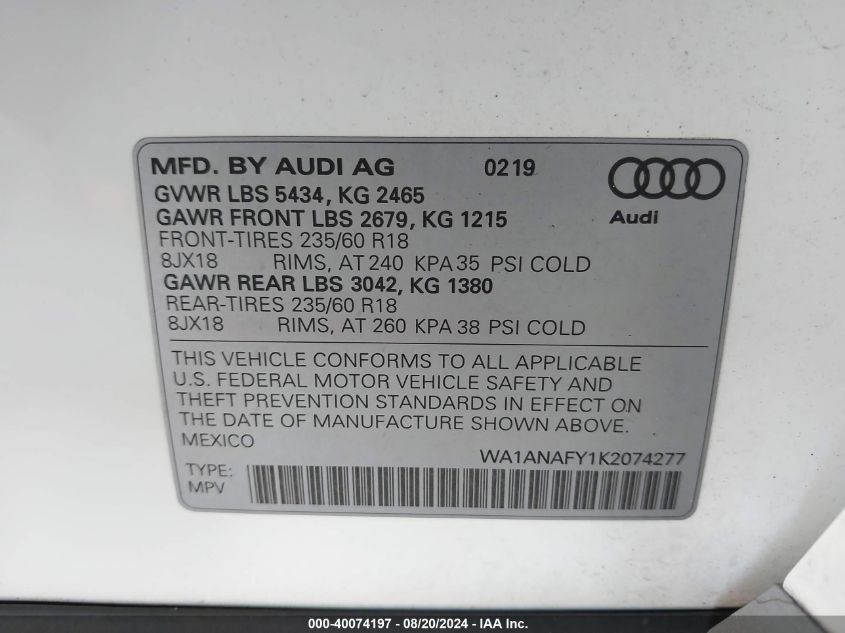 MFD. BY AUDI AG 0219
GVWR LBS 5434, KG 2465
GAWR FRONT LBS 2679, KG 1215
Audi
FRONT-TIRES 235/60 R18
8JX18 RIMS, AT 240 KPA 35 PSI COLD
GAWR REAR LBS 3042, KG 1380
REAR-TIRES 235/60 R18
8JX18 RIMS, AT 260 KPA 38 PSI COLD
THIS VEHICLE CONFORMS TO ALL APPLICABLE
U.S. FEDERAL MOTOR VEHICLE SAFETY AND
THEFT PREVENTION STANDARDS IN EFFECT ON
THE DATE OF MANUFACTURE SHOWN ABOVE.
MEXICO
WA1ANAFY1K2074277
TYPE:
MPV
000-40074197 - 08/20/2024 - IAA Inc.